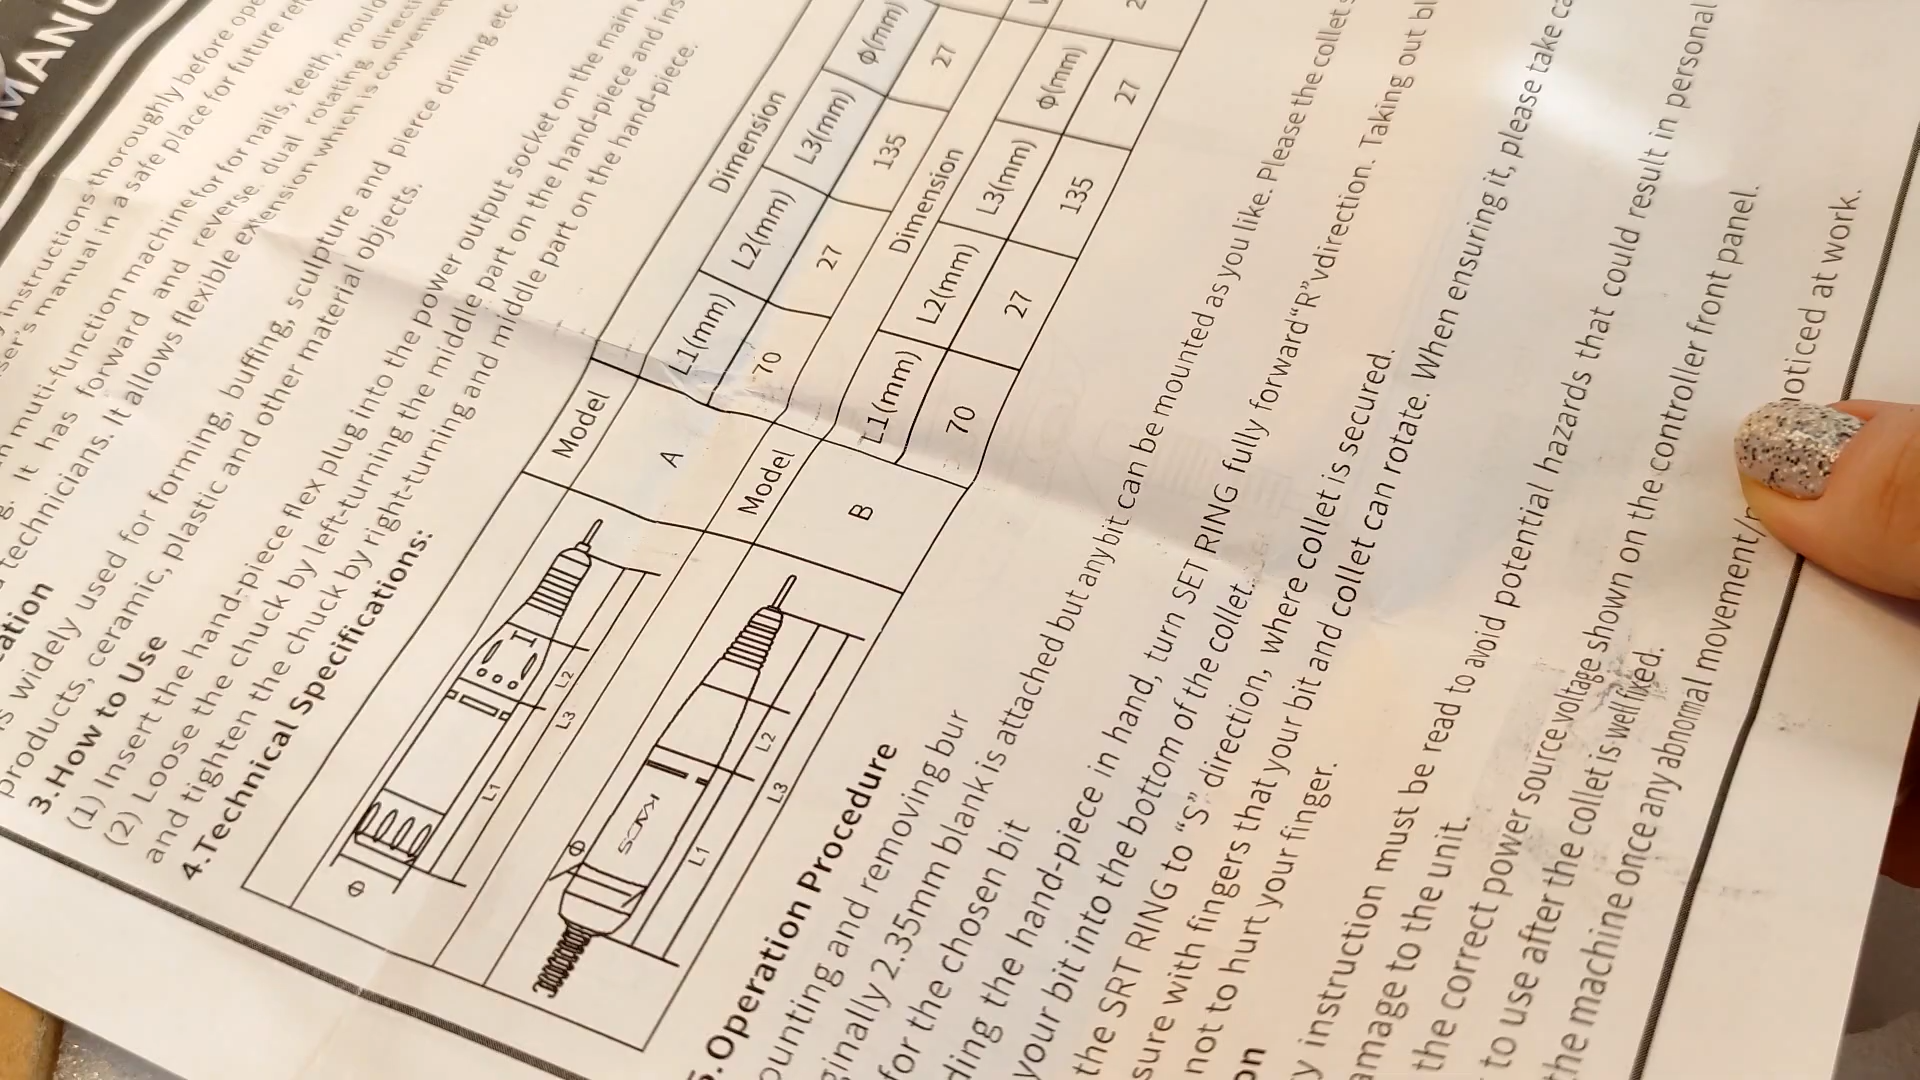 MANU
instructions thoroughly before ope
ser's manual in a safe place for future
muti-function machine for for nails, teeth, mould
g. It has forward and reverse. dual rotating directi
technicians. It allows flexible extension which is convenien
ation
is widely used for forming, buffing, sculpture and pierce drilling etc
products, ceramic, plastic and other material objects.
3.How to Use
(1) Insert the hand-piece flex plug into the power output socket on the main
(2) Loose the chuck by left-turning the middle part on the hand-piece and ins
and tighten the chuck by right-turning and middle part on the hand-piece.
4.Technical Specifications:
Model Dimension
L1(mm) L2(mm) L3(mm) Φ(mm)
A 70 27 135 27
Model Dimension
L1(mm) L2(mm) L3(mm) Φ(mm)
B 70 27 135 27
Φ L1 L3 L2
KADS Φ L1 L3 L2
5.Operation Procedure
ounting and removing bur
ginally 2.35mm blank is attached but any bit can be mounted as you like. Please the collet
for the chosen bit
ding the hand-piece in hand, turn SET RING fully forward"R"vdirection. Taking out bl
your bit into the bottom of the collet.
the SRT RING to "S" direction, where collet is secured.
sure with fingers that your bit and collet can rotate. When ensuring it, please take ca
not to hurt your finger.
on
y instruction must be read to avoid potential hazards that could result in personal
amage to the unit.
the correct power source voltage shown on the controller front panel.
to use after the collet is well fixed.
the machine once any abnormal movement/ noticed at work.